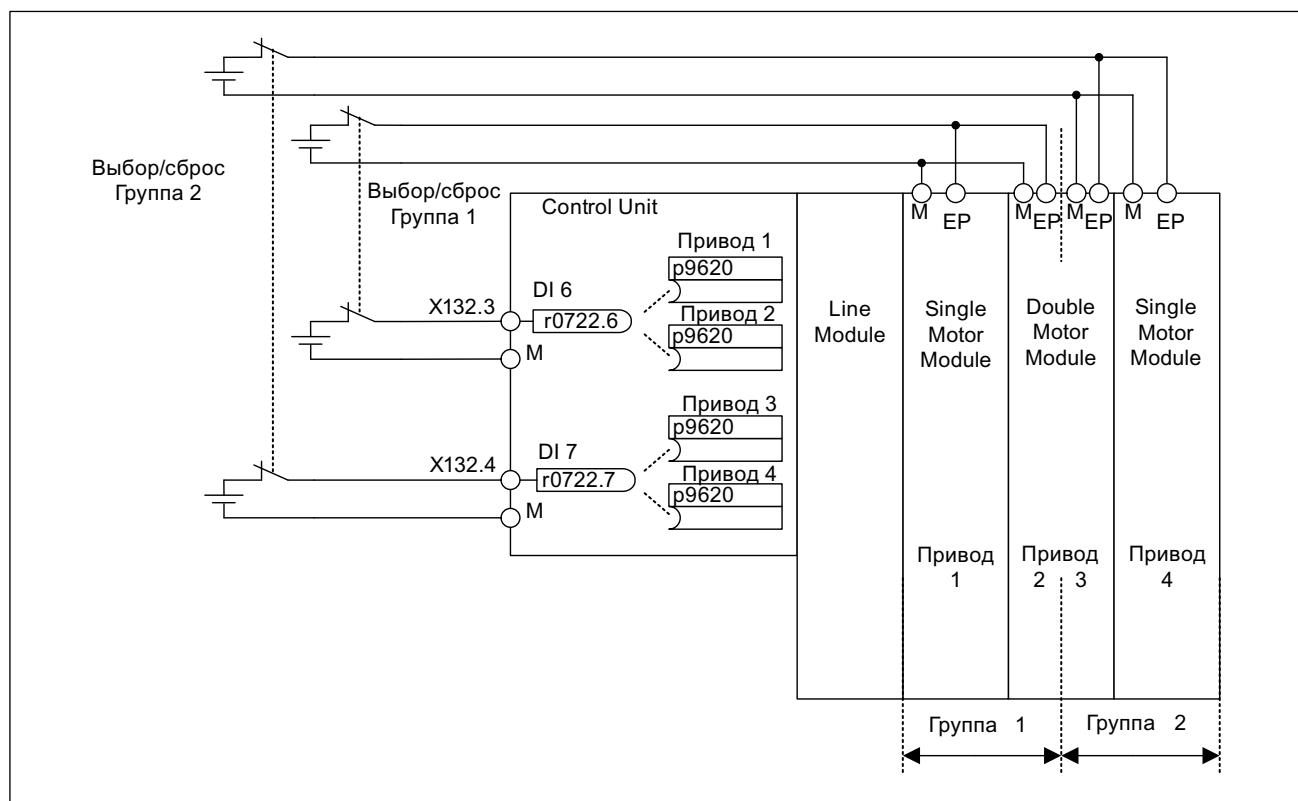 Выбор/сброс
Группа 2
Выбор/сброс
Группа 1
Control Unit
X132.3
DI 6
r0722.6
M
Привод 1
p9620
Привод 2
p9620
X132.4
DI 7
r0722.7
M
Привод 3
p9620
Привод 4
p9620
Line
Module
M
EP
Single
Motor
Module
Привод
1
M
EP
M
EP
Double
Motor
Module
Привод
2 3
M
EP
Single
Motor
Module
Привод
4
Группа 1
Группа 2